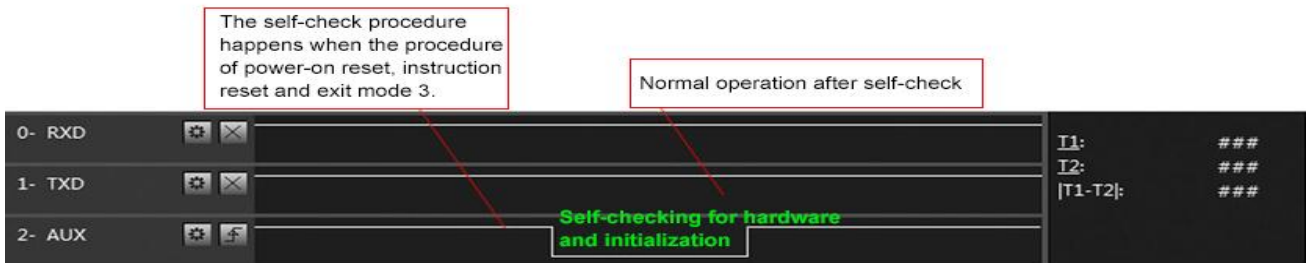 The self-check procedure
happens when the procedure
of power-on reset, instruction
reset and exit mode 3.
Normal operation after self-check
0- RXD
1- TXD
2- AUX
Self-checking for hardware
and initialization
T1: ###
T2: ###
|T1-T2|: ###